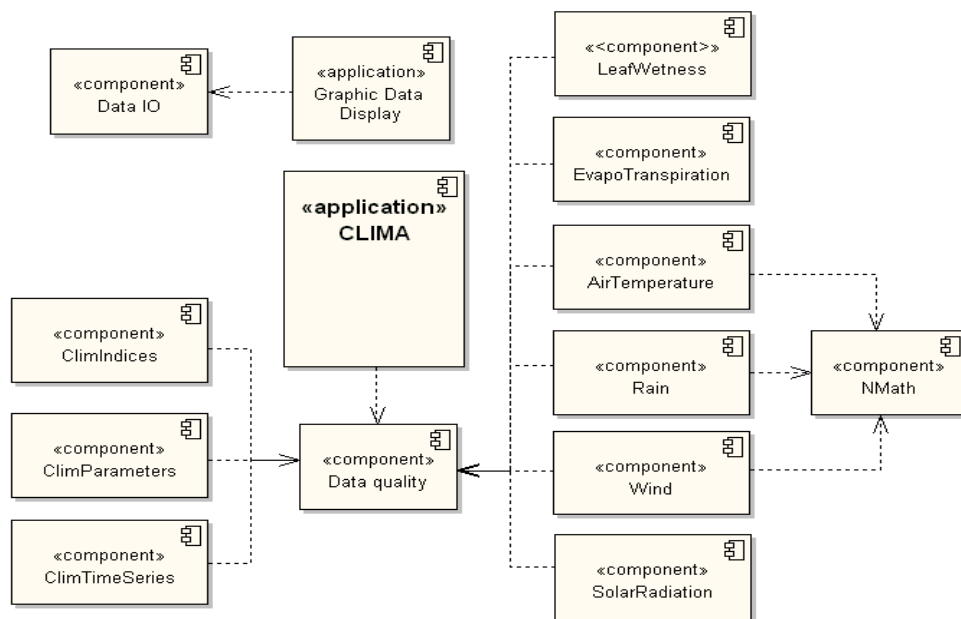 «component»
Data IO
«application»
Graphic Data
Display
«<component>»
LeafWetness
«component»
EvapoTranspiration
«application»
CLIMA
«component»
AirTemperature
«component»
ClimIndices
«component»
Rain
«component»
NMath
«component»
ClimParameters
«component»
Data quality
«component»
Wind
«component»
ClimTimeSeries
«component»
SolarRadiation